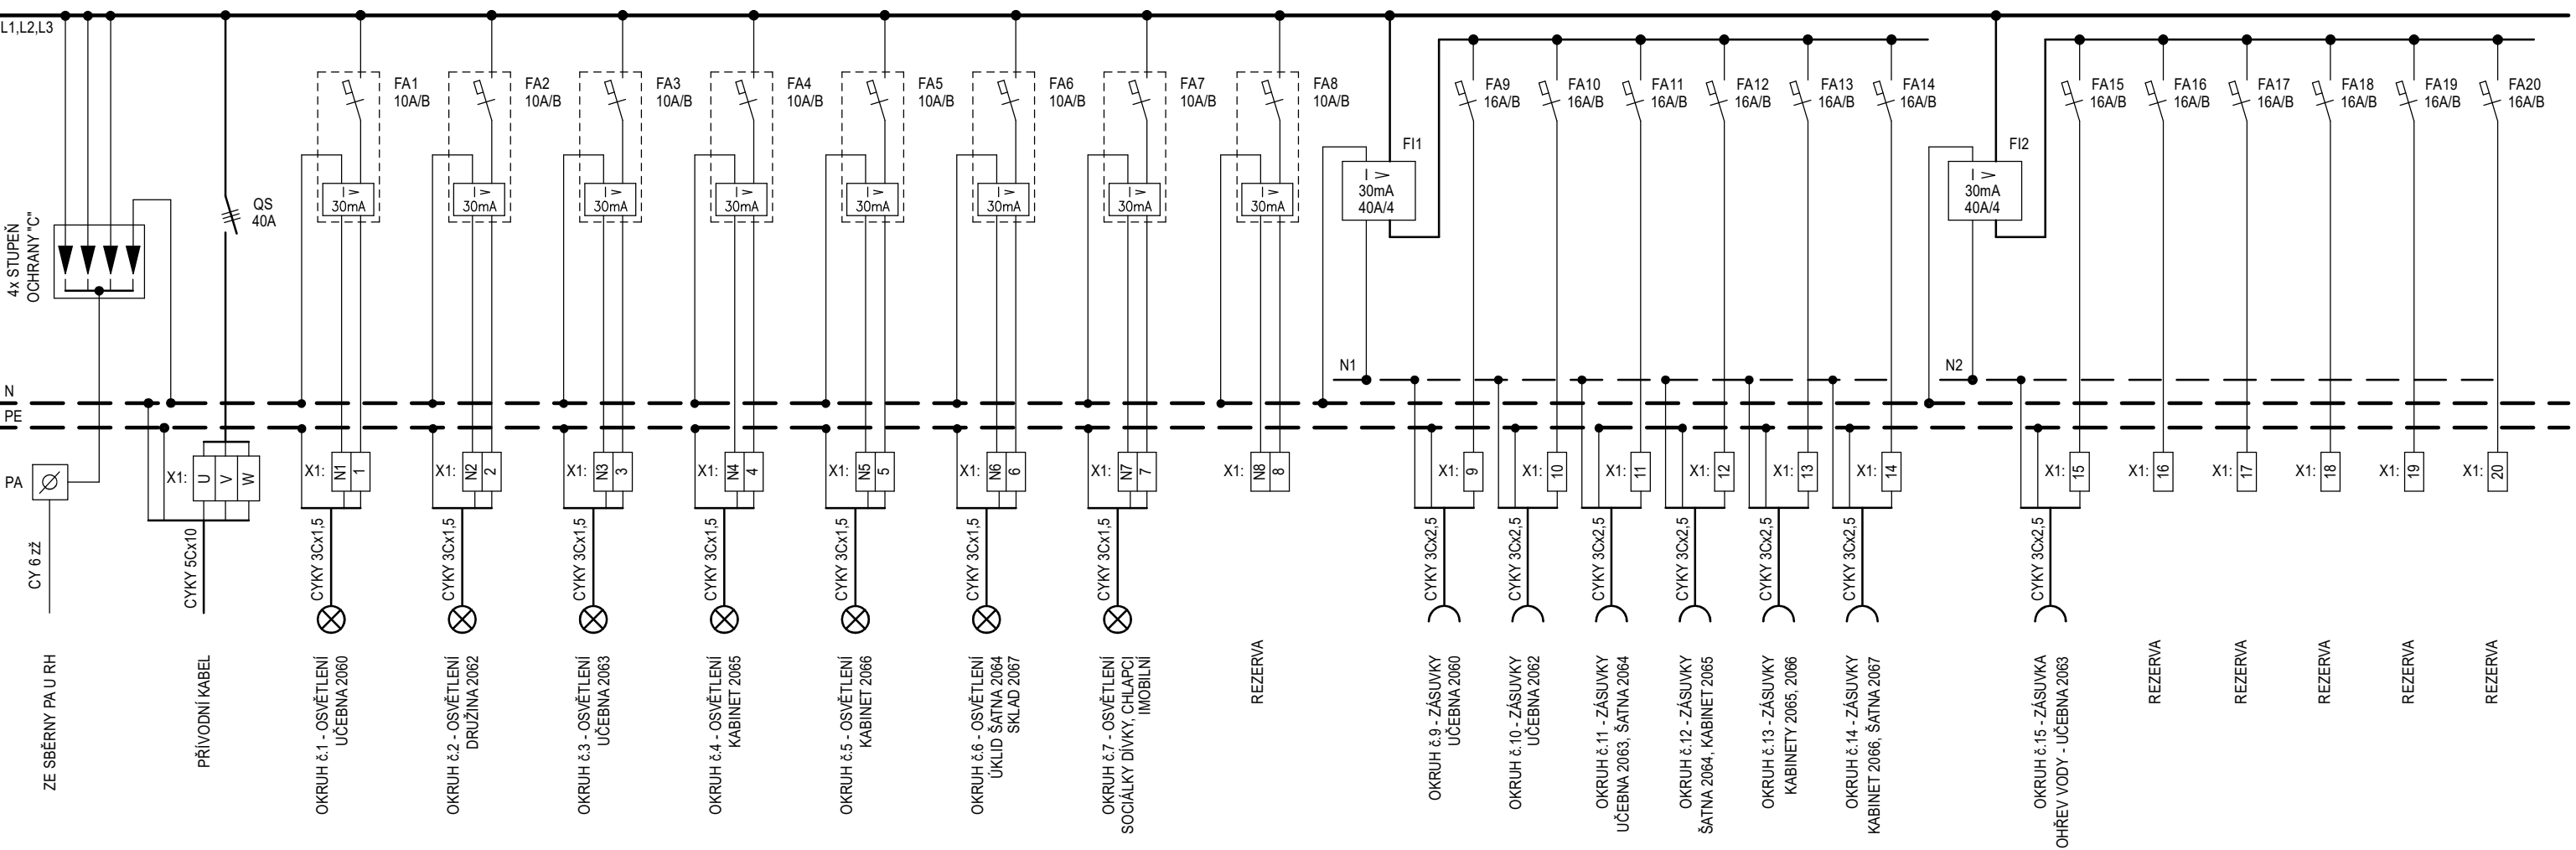 L1,L2,L3
4x STUPEŇ
OCHRANY "C"
QS
40A
FA1
10A/B
I >
30mA
FA2
10A/B
I >
30mA
FA3
10A/B
I >
30mA
FA4
10A/B
I >
30mA
FA5
10A/B
I >
30mA
FA6
10A/B
I >
30mA
FA7
10A/B
I >
30mA
FA8
10A/B
I >
30mA
FI1
I >
30mA
40A/4
FA9
16A/B
FA10
16A/B
FA11
16A/B
FA12
16A/B
FA13
16A/B
FA14
16A/B
FI2
I >
30mA
40A/4
FA15
16A/B
FA16
16A/B
FA17
16A/B
FA18
16A/B
FA19
16A/B
FA20
16A/B
N1
N2
N
PE
PA
X1: U V W
X1: N1 1
X1: N2 2
X1: N3 3
X1: N4 4
X1: N5 5
X1: N6 6
X1: N7 7
X1: N8 8
X1: 9
X1: 10
X1: 11
X1: 12
X1: 13
X1: 14
X1: 15
X1: 16
X1: 17
X1: 18
X1: 19
X1: 20
CY 6 zž
CYKY 5Cx10
CYKY 3Cx1,5
CYKY 3Cx1,5
CYKY 3Cx1,5
CYKY 3Cx1,5
CYKY 3Cx1,5
CYKY 3Cx1,5
CYKY 3Cx1,5
CYKY 3Cx2,5
CYKY 3Cx2,5
CYKY 3Cx2,5
CYKY 3Cx2,5
CYKY 3Cx2,5
CYKY 3Cx2,5
CYKY 3Cx2,5
ZE SBĚRNY PA U RH
PŘÍVODNÍ KABEL
OKRUH č.1 - OSVĚTLENÍ
UČEBNA 2060
OKRUH č.2 - OSVĚTLENÍ
DRUŽINA 2062
OKRUH č.3 - OSVĚTLENÍ
UČEBNA 2063
OKRUH č.4 - OSVĚTLENÍ
KABINET 2065
OKRUH č.5 - OSVĚTLENÍ
KABINET 2066
OKRUH č.6 - OSVĚTLENÍ
ÚKLID ŠATNA 2064
SKLAD 2067
OKRUH č.7 - OSVĚTLENÍ
SOCIÁLKY DÍVKY, CHLAPCI
IMOBILNÍ
REZERVA
OKRUH č.9 - ZÁSUVKY
UČEBNA 2060
OKRUH č.10 - ZÁSUVKY
UČEBNA 2062
OKRUH č.11 - ZÁSUVKY
UČEBNA 2063, ŠATNA 2064
OKRUH č.12 - ZÁSUVKY
ŠATNA 2064, KABINET 2065
OKRUH č.13 - ZÁSUVKY
KABINETY 2065, 2066
OKRUH č.14 - ZÁSUVKY
KABINET 2066, ŠATNA 2067
OKRUH č.15 - ZÁSUVKA
OHŘEV VODY - UČEBNA 2063
REZERVA
REZERVA
REZERVA
REZERVA
REZERVA